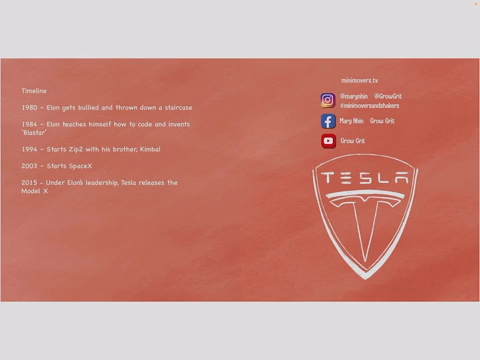 Timeline
1980 – Elon gets bullied and thrown down a staircase
1984 – Elon teaches himself how to code and invents
'Blastar'
1994 – Starts Zip2 with his brother, Kimbal
2003 – Starts SpaceX
2015 – Under Elon's leadership, Tesla releases the
Model X
minimovers.tv
@marynhin @GrowGrit
#minimoversandshakers
Mary Nhin Grow Grit
Grow Grit
TESLA